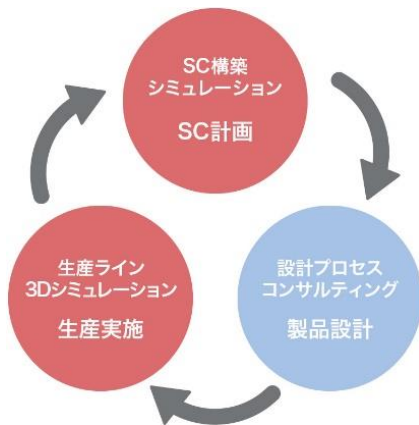 SC構築
シミュレーション
SC計画
生産ライン
3Dシミュレーション
生産実施
設計プロセス
コンサルティング
製品設計